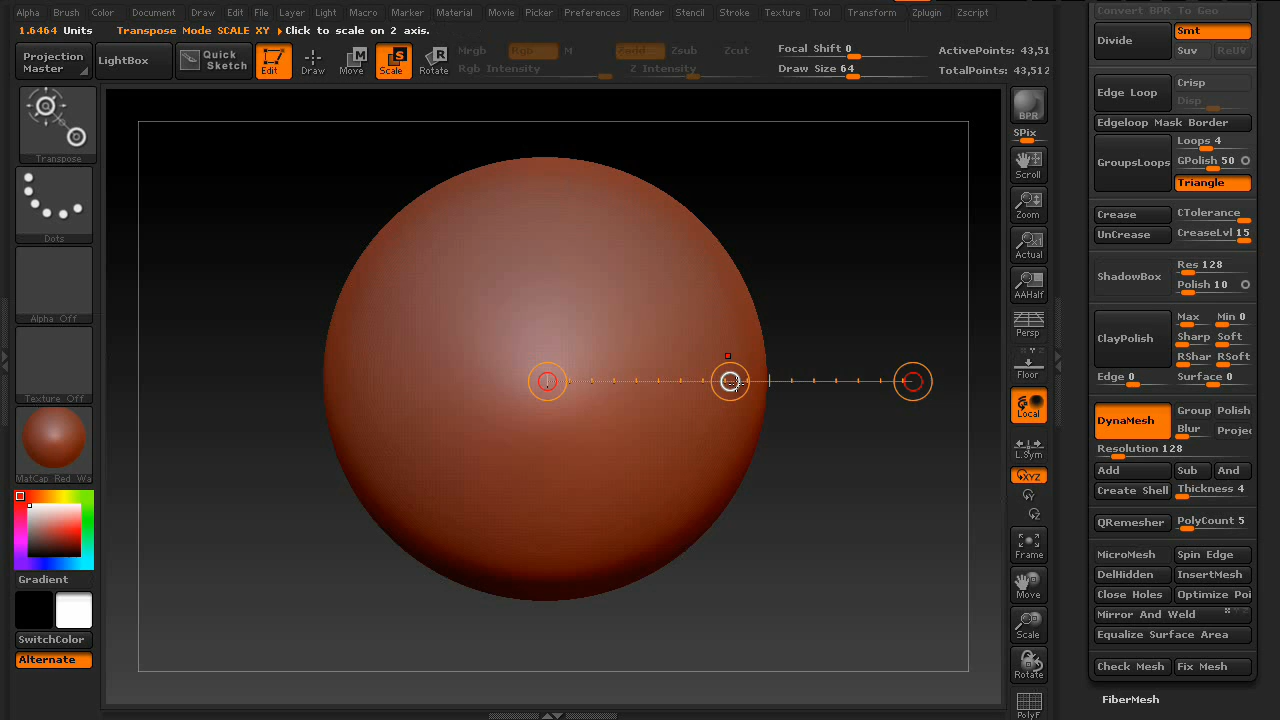 Alpha Brush Color Document Draw Edit File Layer Light Macro Marker Material Movie Picker Preferences Render Stencil Stroke Texture Tool Transform Zplugin Zscript
1.6464 Units Transpose Mode SCALE XY Click to scale on 2 axis.
Projection Master
LightBox
Quick Sketch
Edit
Draw
Move
Scale
Rotate
Mrgb Rgb M
Rgb Intensity
Zadd Zsub Zcut
Z Intensity
Focal Shift 0
Draw Size 64
ActivePoints: 43,51
TotalPoints: 43,512
Transpose
Dots
Alpha Off
Texture Off
MatCap Red Wa
Gradient
SwitchColor
Alternate
BPR
SPix
Scroll
Zoom
Actual
AAHalf
Persp
Floor
Local
L.Sym
XYZ
Y
Z
Frame
Move
Scale
Rotate
PolyF
Convert BPR To Geo
Divide
Smt
Suv ReUV
Edge Loop
Crisp
Disp
Edgeloop Mask Border
GroupsLoops
Loops 4
GPolish 50
Triangle
Crease
CTolerance
UnCrease
CreaseLvl 15
ShadowBox
Res 128
Polish 10
ClayPolish
Max Min 0
Sharp Soft
RShar RSoft
Edge 0 Surface 0
DynaMesh
Group Polish
Blur Projec
Resolution 128
Add Sub And
Create Shell Thickness 4
QRemesher PolyCount 5
MicroMesh Spin Edge
DelHidden InsertMesh
Close Holes Optimize Poi
Mirror And Weld
Equalize Surface Area
Check Mesh Fix Mesh
FiberMesh